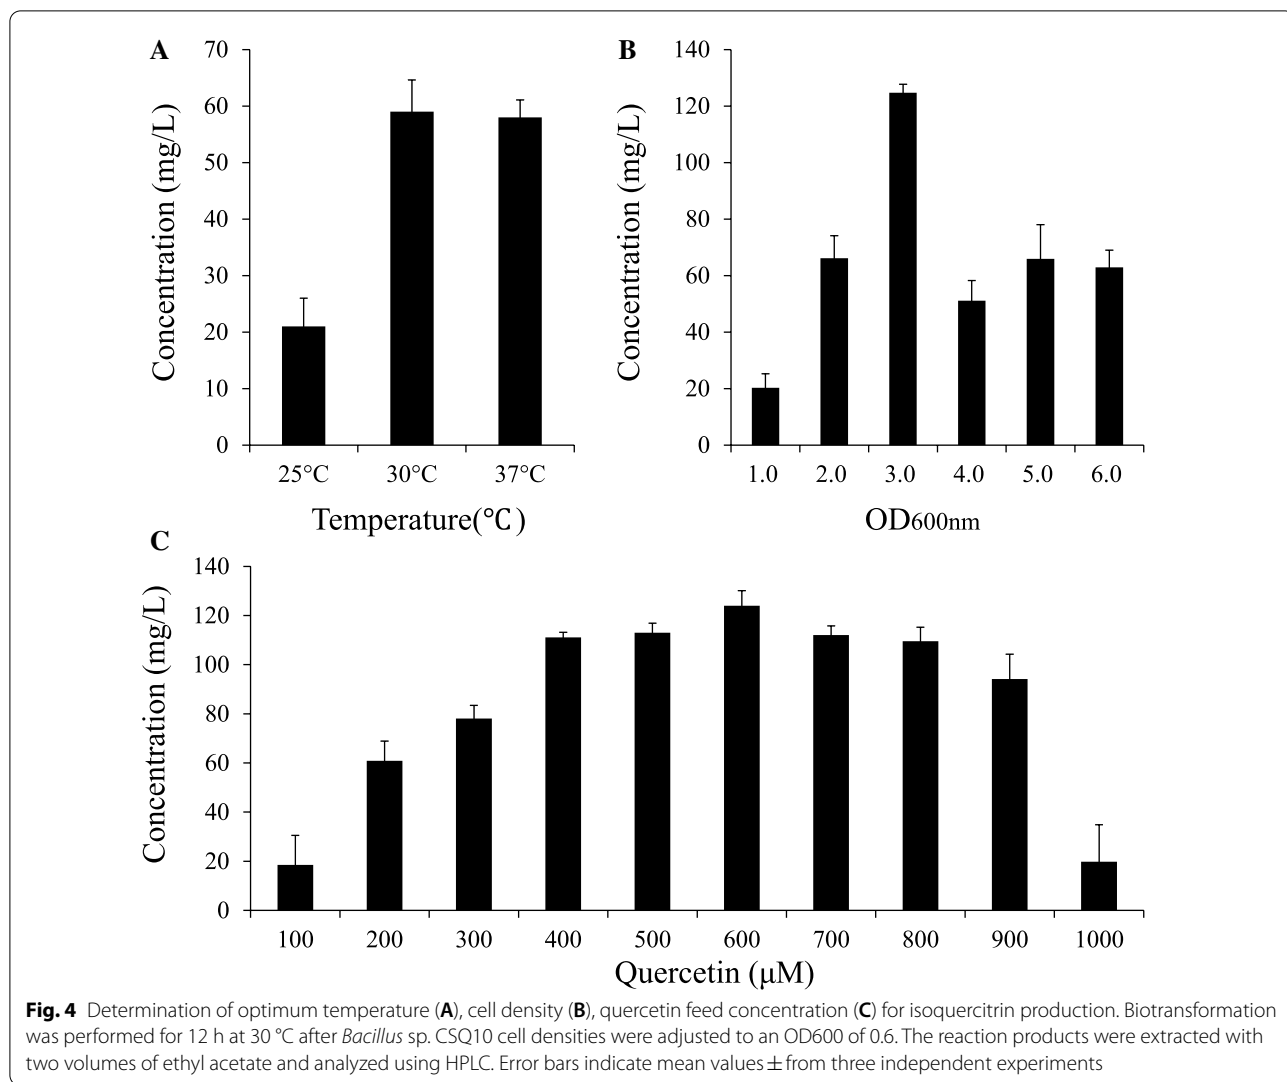 A
Concentration (mg/L)
70
60
50
40
30
20
10
0
25°C 30°C 37°C
Temperature(℃)
B
Concentration (mg/L)
140
120
100
80
60
40
20
0
1.0 2.0 3.0 4.0 5.0 6.0
OD600nm
C
Concentration (mg/L)
140
120
100
80
60
40
20
0
100 200 300 400 500 600 700 800 900 1000
Quercetin (μM)
Fig. 4 Determination of optimum temperature (A), cell density (B), quercetin feed concentration (C) for isoquercitrin production. Biotransformation
was performed for 12 h at 30 °C after Bacillus sp. CSQ10 cell densities were adjusted to an OD600 of 0.6. The reaction products were extracted with
two volumes of ethyl acetate and analyzed using HPLC. Error bars indicate mean values ± from three independent experiments